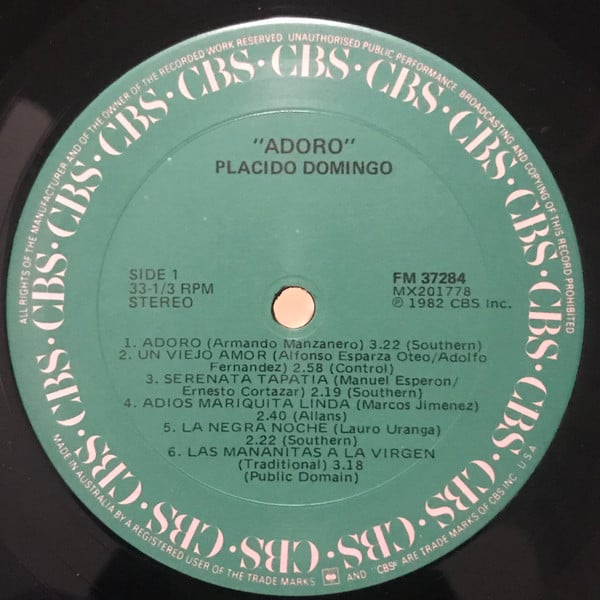 ALL RIGHTS OF THE MANUFACTURER AND OF THE OWNER OF THE RECORDED WORK RESERVED. UNAUTHORISED PUBLIC PERFORMANCE, BROADCASTING AND COPYING OF THIS RECORD PROHIBITED
CBS · CBS · CBS · CBS · CBS · CBS · CBS · CBS · CBS · CBS · CBS · CBS · CBS · CBS · CBS · CBS
"ADORO"
PLACIDO DOMINGO
SIDE 1
33-1/3 RPM
STEREO
FM 37284
MX201778
℗ 1982 CBS Inc.
1. ADORO (Armando Manzanero) 3.22 (Southern)
2. UN VIEJO AMOR (Alfonso Esparza Oteo/Adolfo
Fernandez) 2.58 (Control)
3. SERENATA TAPATIA (Manuel Esperon/
Ernesto Cortazar) 2.19 (Southern)
4. ADIOS MARIQUITA LINDA (Marcos Jimenez)
2.40 (Allans)
5. LA NEGRA NOCHE (Lauro Uranga)
2.22 (Southern)
6. LAS MANANITAS A LA VIRGEN
(Traditional) 3.18
(Public Domain)
MADE IN AUSTRALIA BY A REGISTERED USER OF THE TRADE MARKS AND "CBS" ARE TRADE MARKS OF CBS INC. U.S.A.